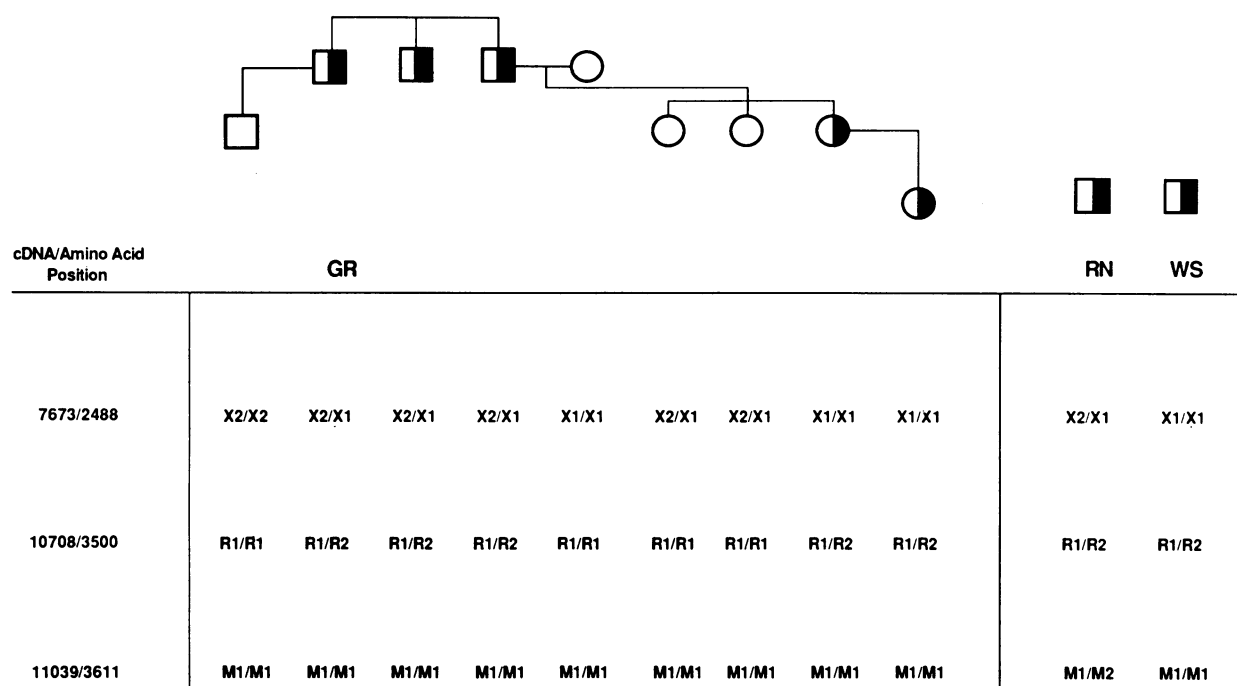 cDNA/Amino Acid
Position
GR RN WS
7673/2488 X2/X2 X2/X1 X2/X1 X2/X1 X1/X1 X2/X1 X2/X1 X1/X1 X1/X1 X2/X1 X1/X1
10708/3500 R1/R1 R1/R2 R1/R2 R1/R2 R1/R1 R1/R1 R1/R1 R1/R2 R1/R2 R1/R2 R1/R2
11039/3611 M1/M1 M1/M1 M1/M1 M1/M1 M1/M1 M1/M1 M1/M1 M1/M1 M1/M1 M1/M2 M1/M1